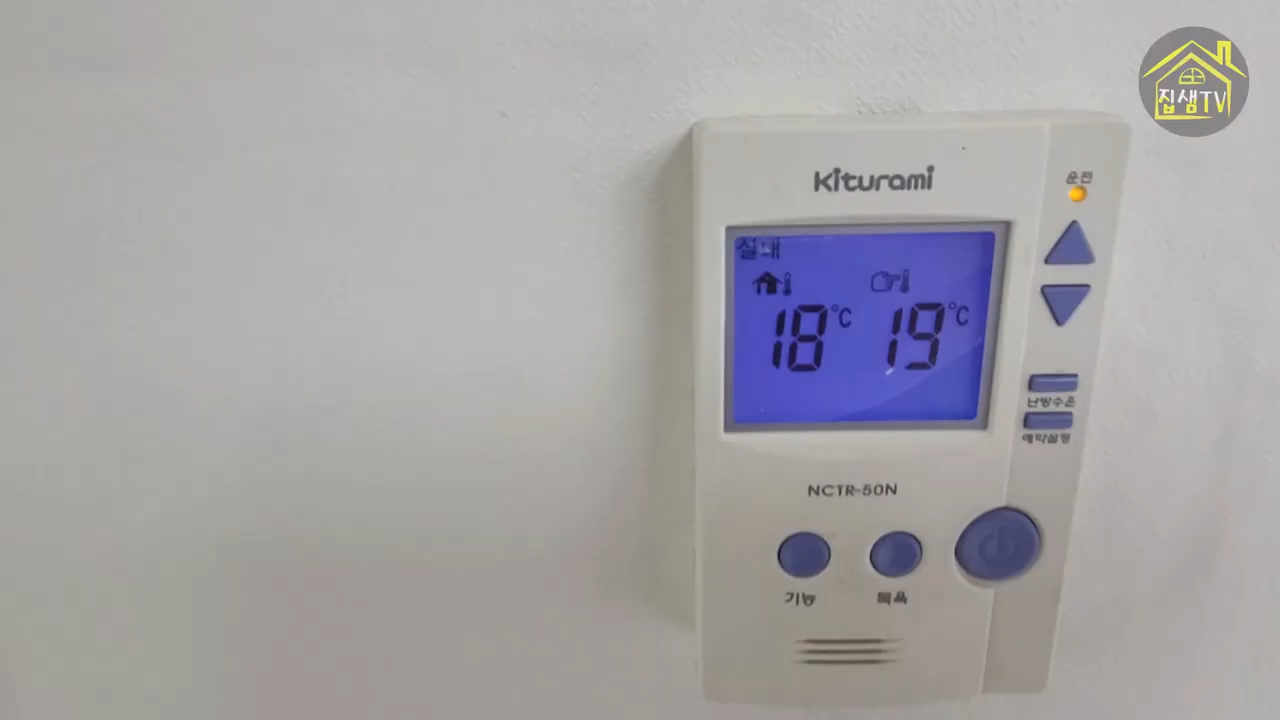 집샘TV
Kiturami
운전
실내
18°C 19°C
난방수온
예약설정
NCTR-50N
기능 목욕